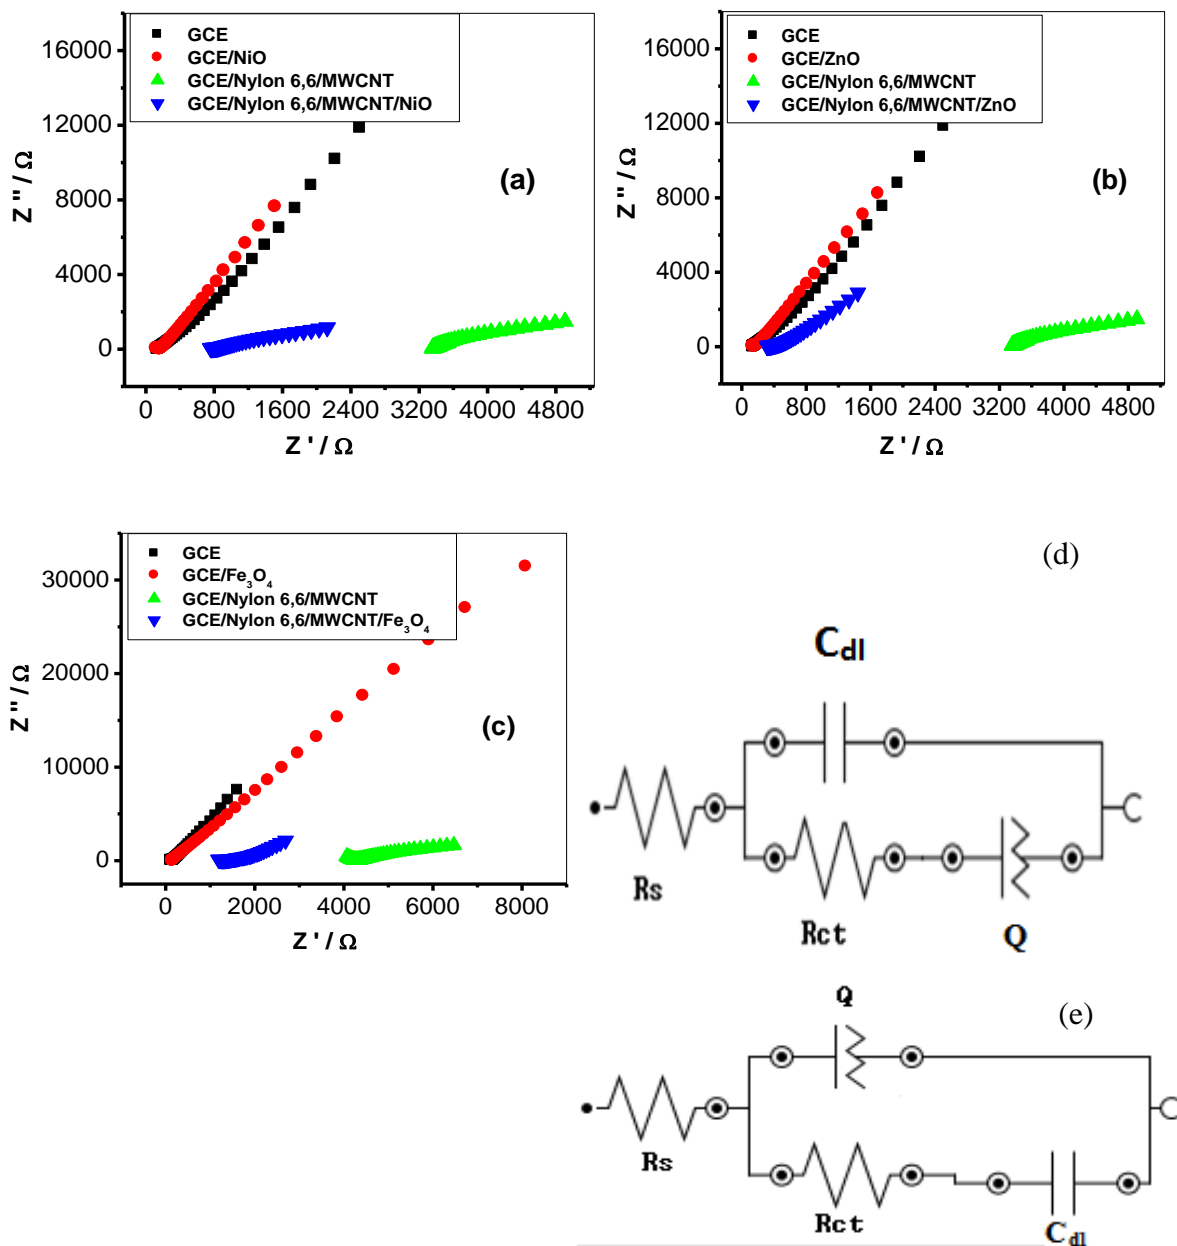 GCE
GCE/NiO
GCE/Nylon 6,6/MWCNT
GCE/Nylon 6,6/MWCNT/NiO
16000
12000
8000
4000
0
Z '' / Ω
(a)
0 800 1600 2400 3200 4000 4800
Z ' / Ω
GCE
GCE/ZnO
GCE/Nylon 6,6/MWCNT
GCE/Nylon 6,6/MWCNT/ZnO
16000
12000
8000
4000
0
Z '' / Ω
(b)
0 800 1600 2400 3200 4000 4800
Z ' / Ω
GCE
GCE/Fe₃O₄
GCE/Nylon 6,6/MWCNT
GCE/Nylon 6,6/MWCNT/Fe₃O₄
30000
20000
10000
0
Z '' / Ω
(c)
0 2000 4000 6000 8000
Z ' / Ω
(d)
Cdl
Rs
Rct
Q
(e)
Q
Rs
Rct
Cdl